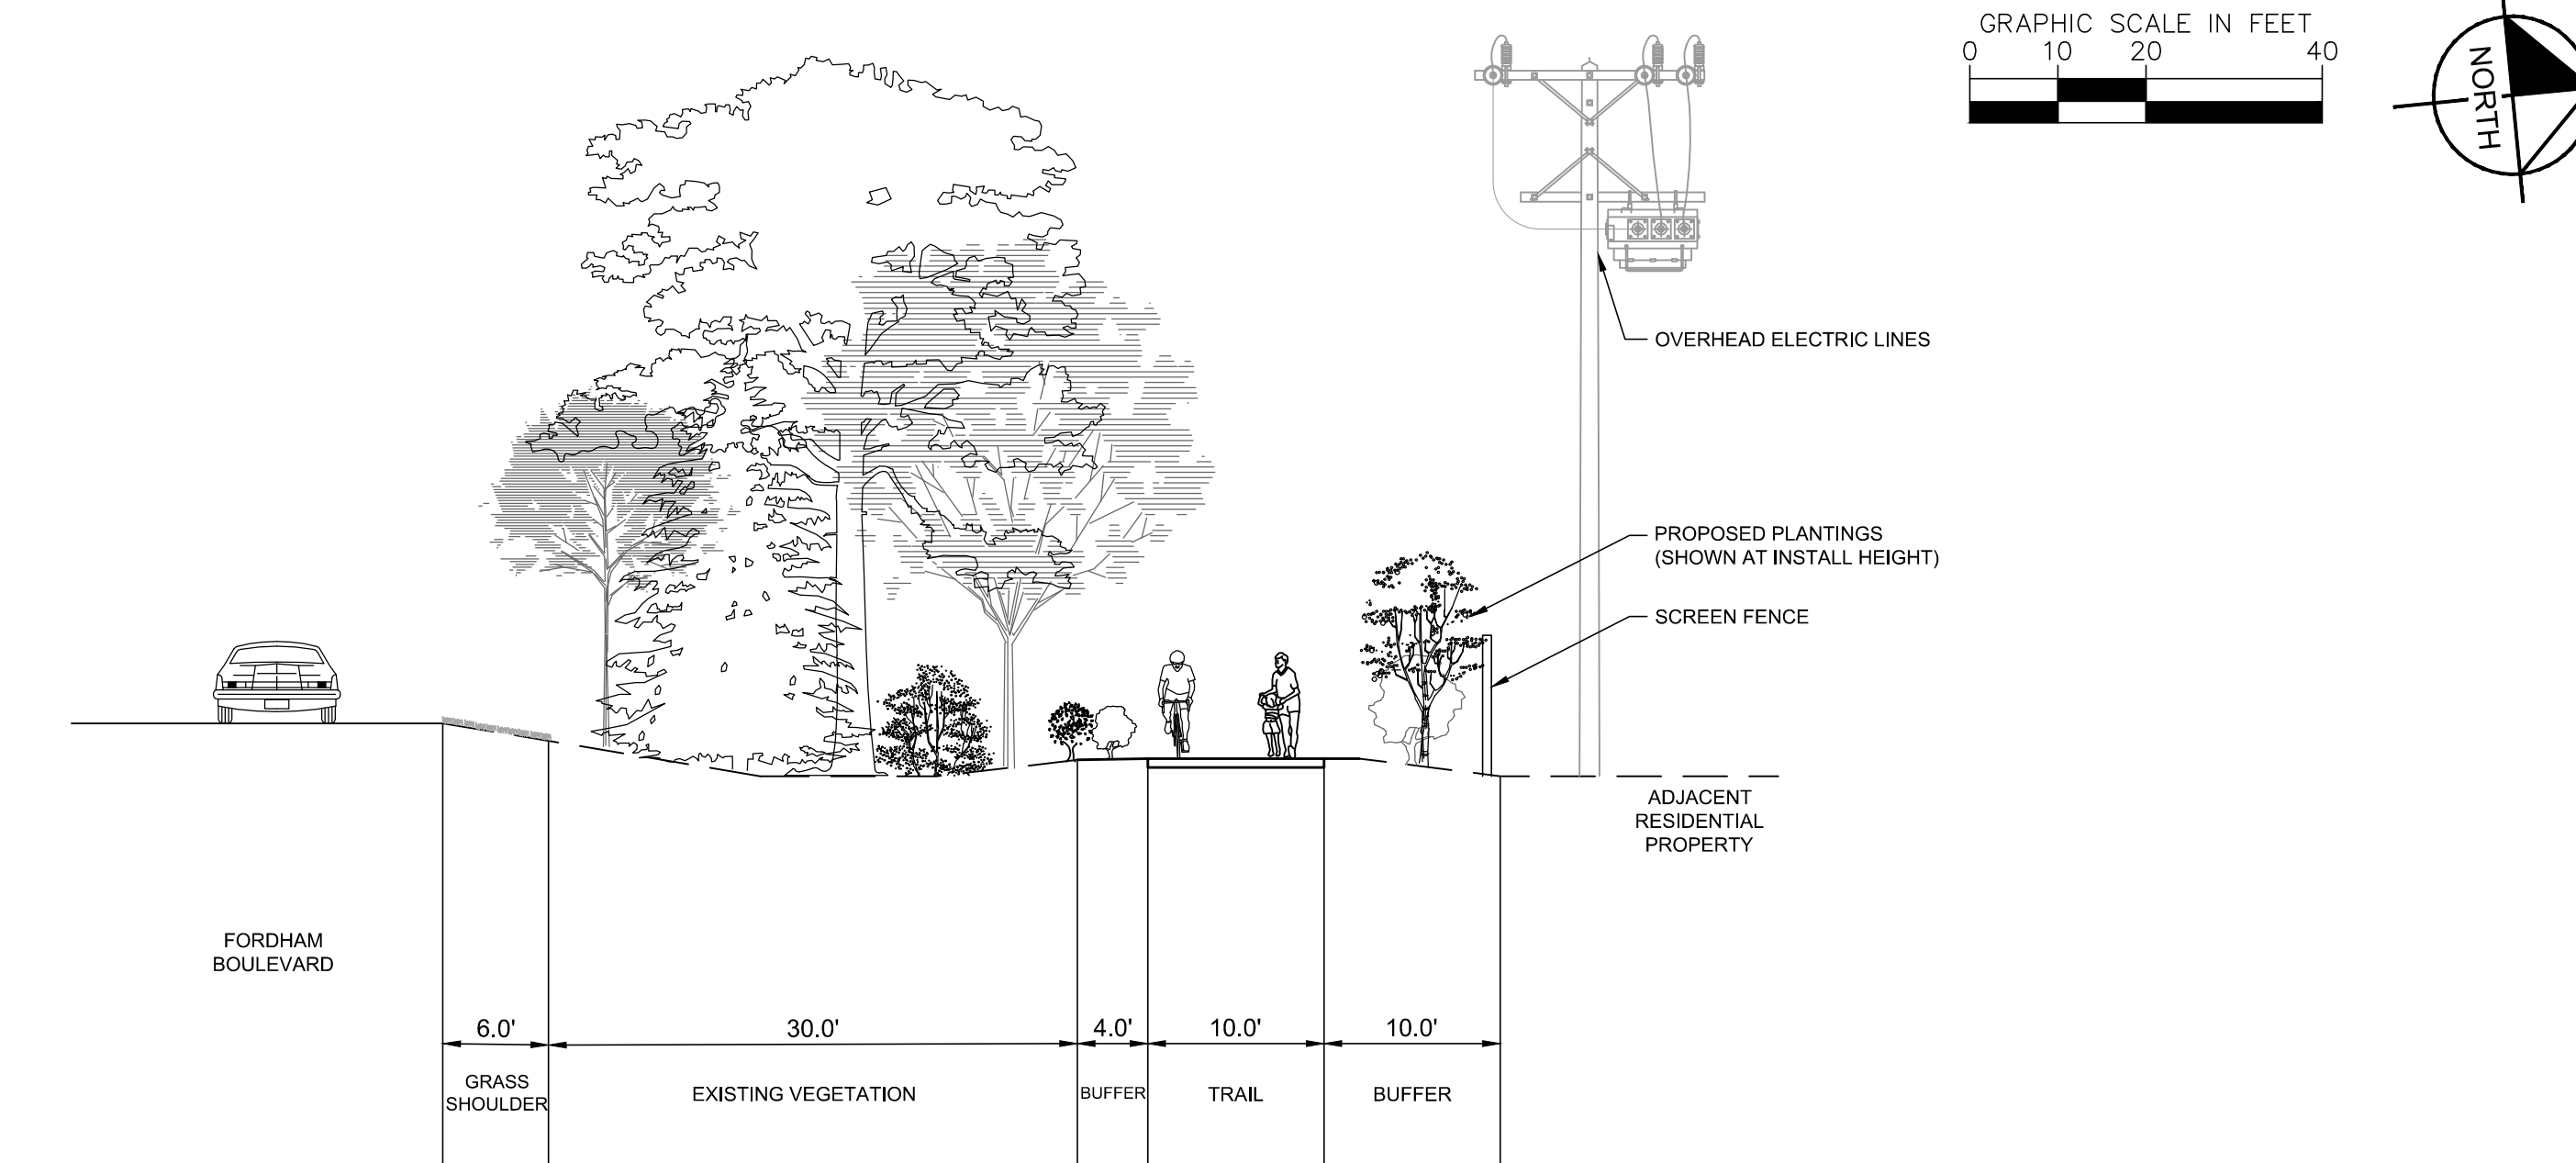 GRAPHIC SCALE IN FEET
0 10 20 40
NORTH
OVERHEAD ELECTRIC LINES
PROPOSED PLANTINGS
(SHOWN AT INSTALL HEIGHT)
SCREEN FENCE
ADJACENT
RESIDENTIAL
PROPERTY
FORDHAM
BOULEVARD
6.0' 30.0' 4.0' 10.0' 10.0'
GRASS
SHOULDER
EXISTING VEGETATION
BUFFER
TRAIL
BUFFER